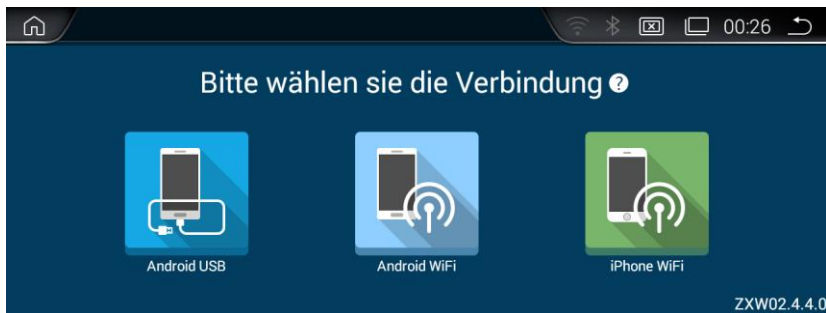 00:26
Bitte wählen sie die Verbindung ?
Android USB
Android WiFi
iPhone WiFi
ZXW02.4.4.0